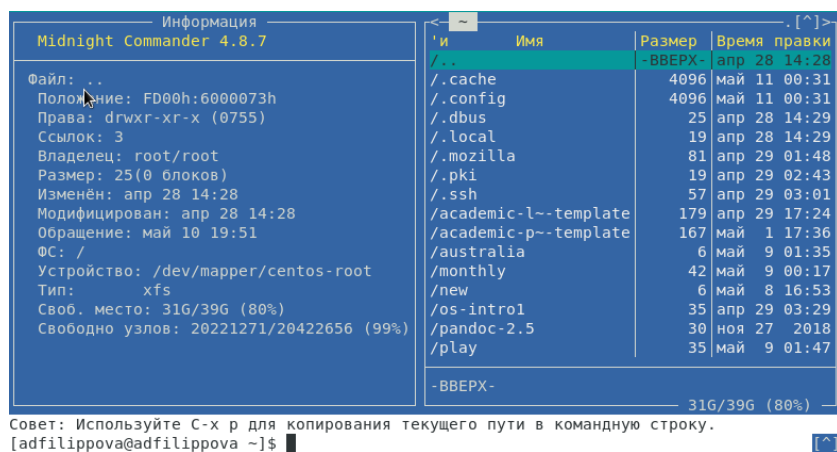 Информация
Midnight Commander 4.8.7
Файл: ..
Положение: FD00h:6000073h
Права: drwxr-xr-x (0755)
Ссылок: 3
Владелец: root/root
Размер: 25(0 блоков)
Изменён: апр 28 14:28
Модифицирован: апр 28 14:28
Обращение: май 10 19:51
ФС: /
Устройство: /dev/mapper/centos-root
Тип: xfs
Своб. место: 31G/39G (80%)
Свободно узлов: 20221271/20422656 (99%)
<- ~ .[^]>
'и Имя Размер Время правки
/.. -ВВЕРХ- апр 28 14:28
/.cache 4096 май 11 00:31
/.config 4096 май 11 00:31
/.dbus 25 апр 28 14:29
/.local 19 апр 28 14:29
/.mozilla 81 апр 29 01:48
/.pki 19 апр 29 02:43
/.ssh 57 апр 29 03:01
/academic-l~-template 179 апр 29 17:24
/academic-p~-template 167 май 1 17:36
/australia 6 май 9 01:35
/monthly 42 май 9 00:17
/new 6 май 8 16:53
/os-intro1 35 апр 29 03:29
/pandoc-2.5 30 ноя 27 2018
/play 35 май 9 01:47
-ВВЕРХ-
31G/39G (80%)
Совет: Используйте C-x p для копирования текущего пути в командную строку.
[adfilippova@adfilippova ~]$ [^]